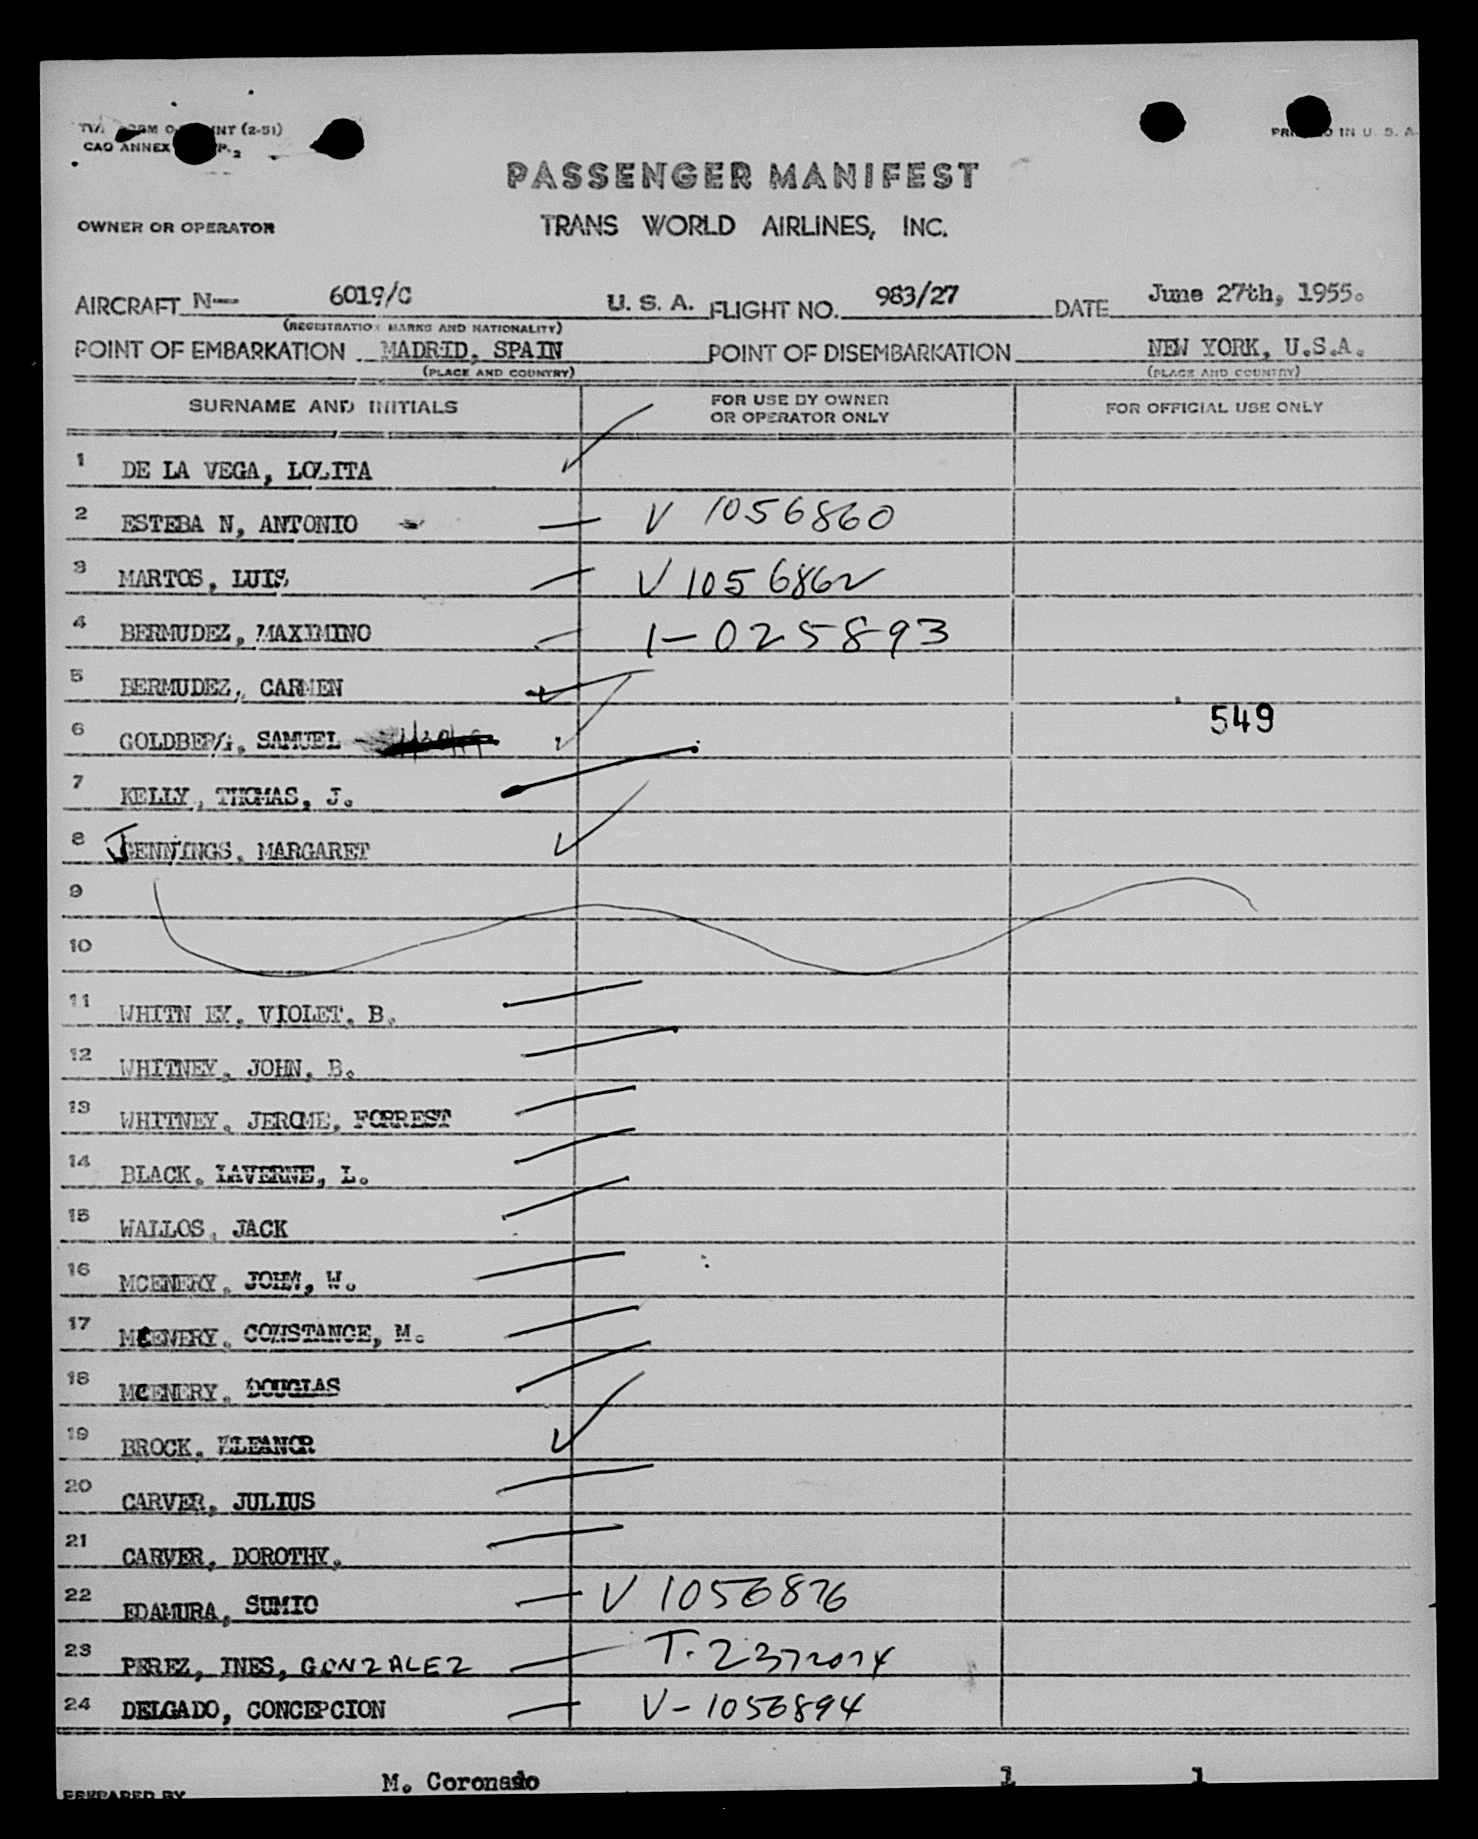 PASSENGER MANIFEST
OWNER OR OPERATOR TRANS WORLD AIRLINES, INC.
AIRCRAFT N— 6019/C U. S. A. FLIGHT NO. 983/27 DATE June 27th, 1955.
(REGISTRATION MARKS AND NATIONALITY)
POINT OF EMBARKATION MADRID, SPAIN POINT OF DISEMBARKATION NEW YORK, U.S.A.
(PLACE AND COUNTRY) (PLACE AND COUNTRY)
SURNAME AND INITIALS FOR USE BY OWNER OR OPERATOR ONLY FOR OFFICIAL USE ONLY
1 DE LA VEGA, LOLITA
2 ESTEBA N, ANTONIO V 1056860
3 MARTOS, LUIS V 1056862
4 BERMUDEZ, MAXIMINO 1-025893
5 BERMUDEZ, CARMEN
549
6 GOLDBERG, SAMUEL
7 KELLY, THOMAS, J.
8 JENNINGS, MARGARET
9
10
11 WHITN EY, VIOLET, B.
12 WHITNEY, JOHN, B.
13 WHITNEY, JEROME, FORREST
14 BLACK, LAVERNE, L.
15 WALLOS, JACK
16 MCENERY, JOHN, W.
17 MCENERY, CONSTANCE, M.
18 MCENERY, DOUGLAS
19 BROCK, ELEANOR
20 CARVER, JULIUS
21 CARVER, DOROTHY.
22 EDAMURA, SUMIO V 1056876
23 PEREZ, INES, GONZALEZ T. 2372074
24 DELGADO, CONCEPCION V-1056894
M. Coronado 1 1
PREPARED BY